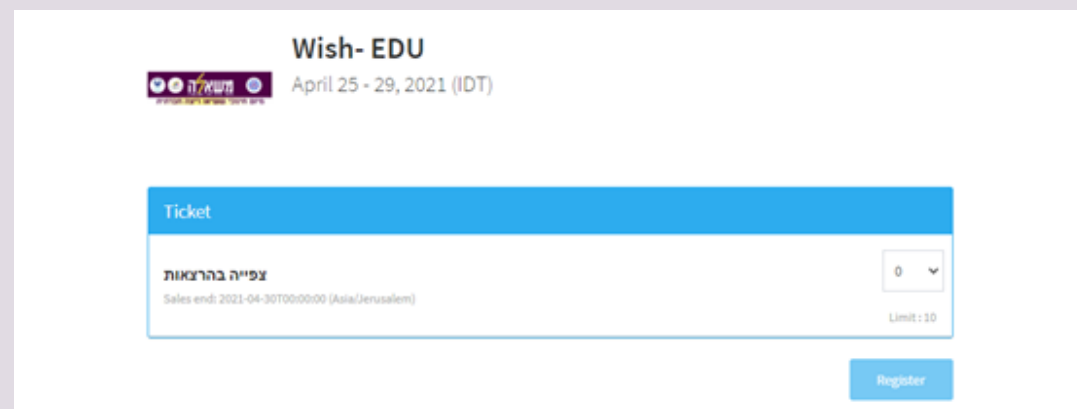 Wish- EDU
April 25 - 29, 2021 (IDT)
משאלה
Ticket
צפייה בהרצאות
0
Sales end: 2021-04-30T00:00:00 (Asia/Jerusalem)
Limit : 10
Register